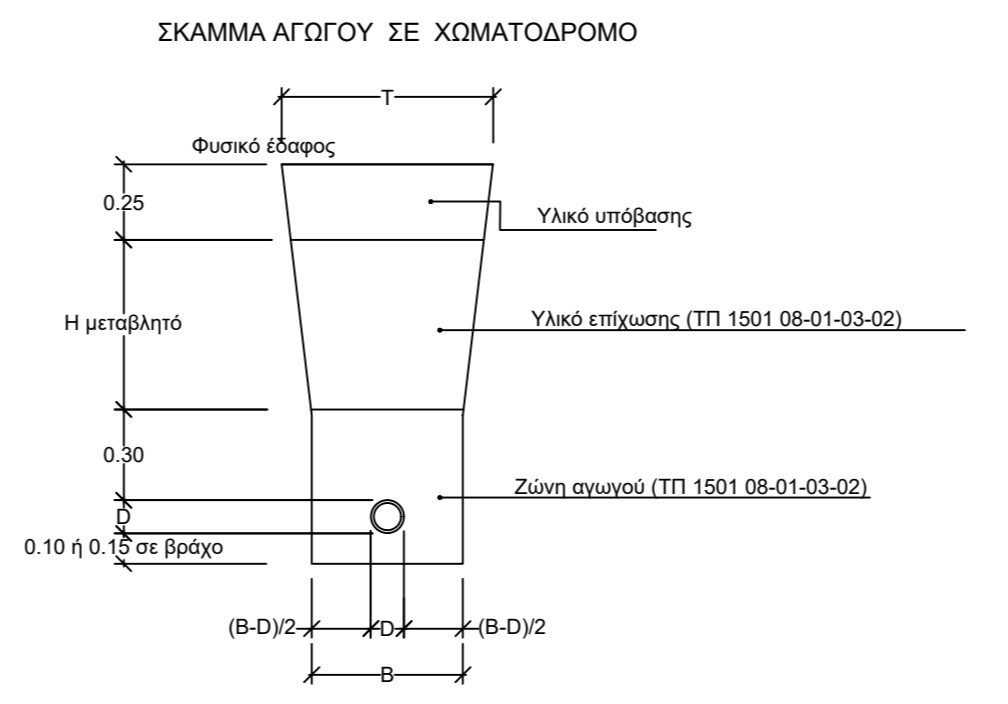 ΣΚΑΜΜΑ ΑΓΩΓΟΥ ΣΕ ΧΩΜΑΤΟΔΡΟΜΟ
T
Φυσικό έδαφος
0.25
Υλικό υπόβασης
Η μεταβλητό
Υλικό επίχωσης (ΤΠ 1501 08-01-03-02)
0.30
Ζώνη αγωγού (ΤΠ 1501 08-01-03-02)
D
0.10 ή 0.15 σε βράχο
(B-D)/2 D (B-D)/2
B